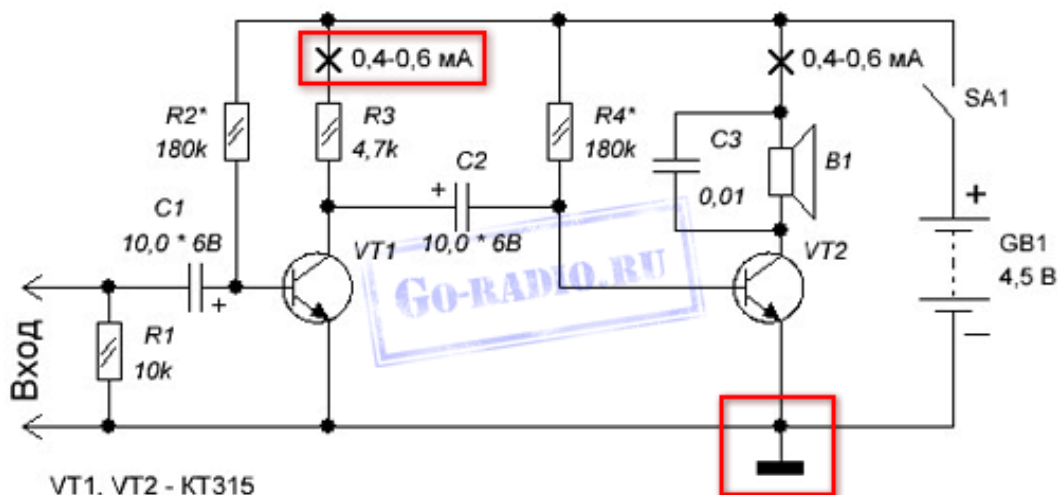 0,4-0,6 мА
0,4-0,6 мА
SA1
R2*
180k
R3
4,7k
R4*
180k
C3
0,01
B1
C2
+
10,0 * 6В
C1
10,0 * 6В
+
VT1
VT2
+
GB1
4,5 В
−
GO-RADIO.RU
R1
10k
Вход
VT1, VT2 - КТ315